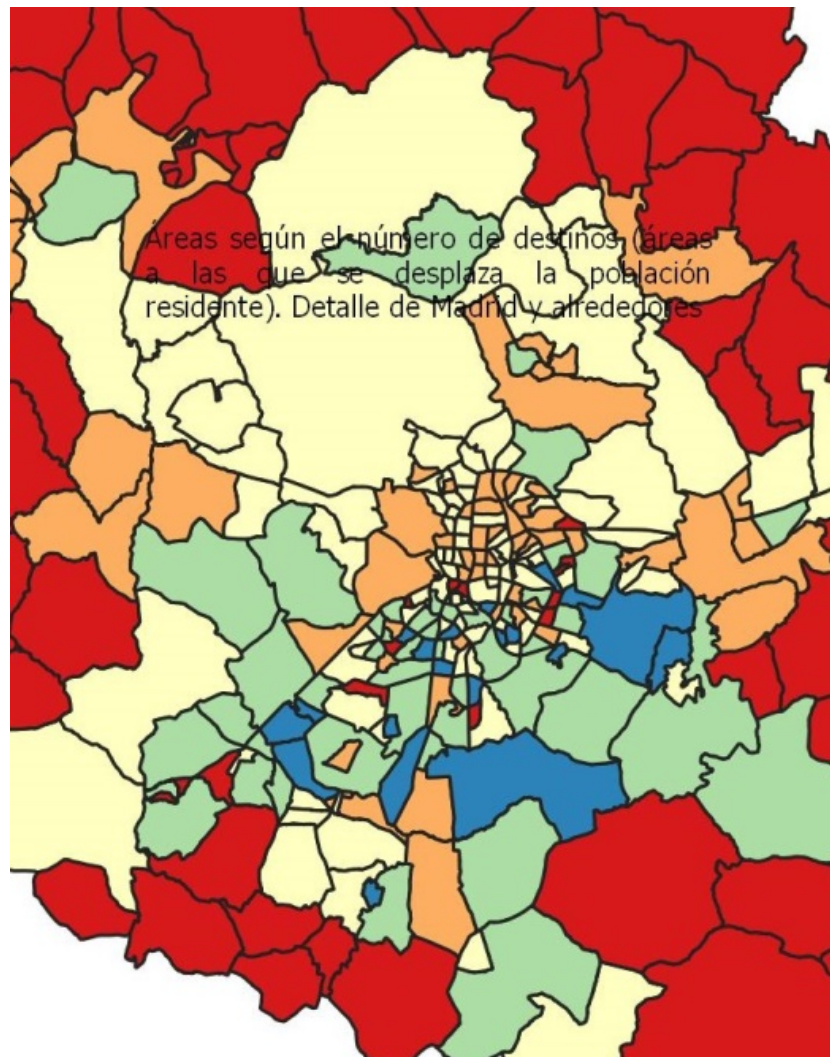 Áreas según el número de destinos (áreas
a las que se desplaza la población
residente). Detalle de Madrid y alrededores